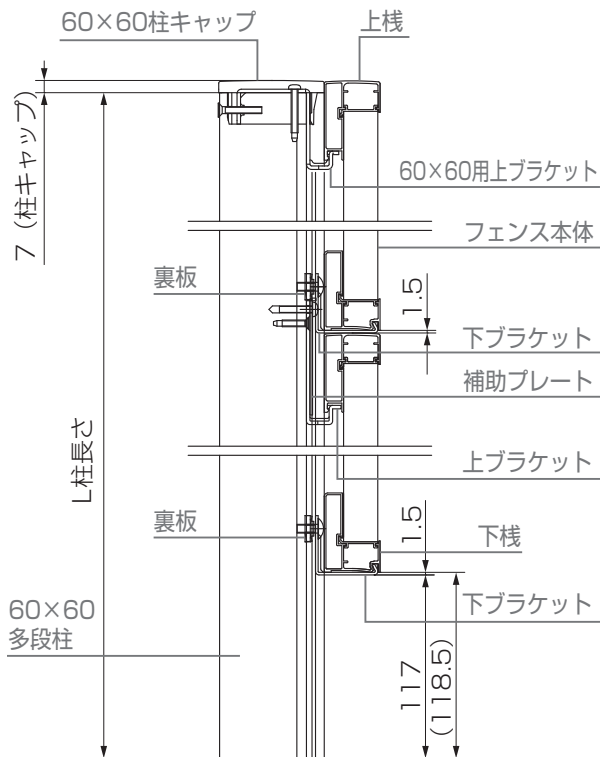 60×60柱キャップ
上桟
7（柱キャップ）
60×60用上ブラケット
フェンス本体
裏板
1.5
下ブラケット
補助プレート
L柱長さ
上ブラケット
裏板
1.5
下桟
60×60
多段柱
下ブラケット
117
(118.5)